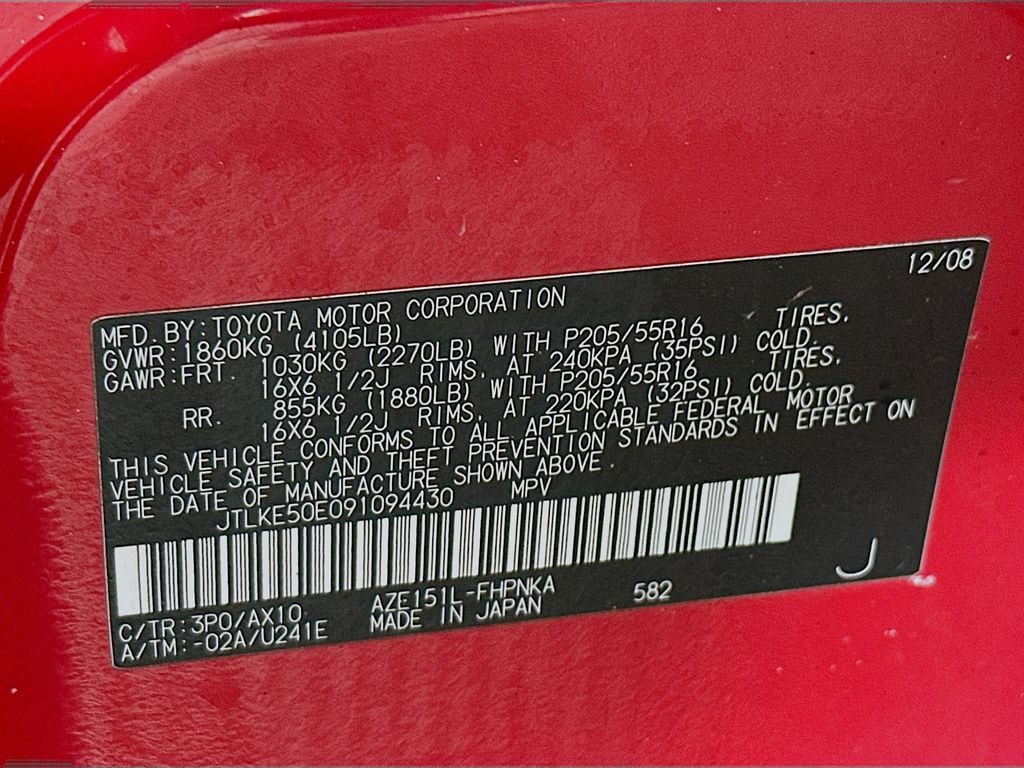 12/08
MFD.BY:TOYOTA MOTOR CORPORATION
GVWR:1860KG (4105LB)
GAWR:FRT. 1030KG (2270LB) WITH P205/55R16 TIRES,
16X6 1/2J RIMS, AT 240KPA (35PSI) COLD.
RR. 855KG (1880LB) WITH P205/55R16 TIRES,
16X6 1/2J RIMS, AT 220KPA (32PSI) COLD.
THIS VEHICLE CONFORMS TO ALL APPLICABLE FEDERAL MOTOR
VEHICLE SAFETY AND THEFT PREVENTION STANDARDS IN EFFECT ON
THE DATE OF MANUFACTURE SHOWN ABOVE.
JTLKE50E091094430 MPV
C/TR:3P0/AX10 AZE151L-FHPNKA 582
A/TM:-02A/U241E MADE IN JAPAN
J